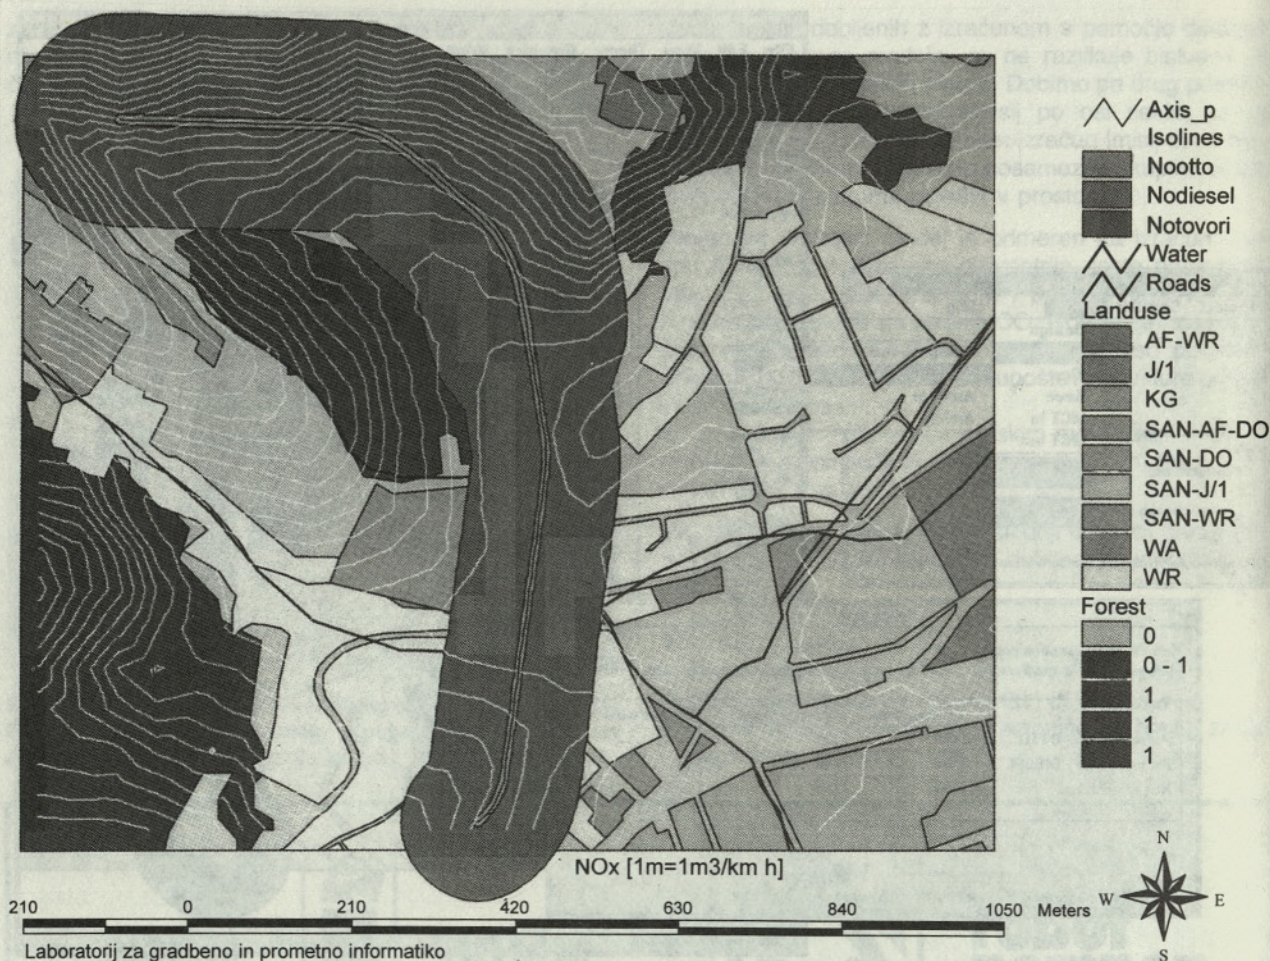 Axis_p
Isolines
Nootto
Nodiesel
Notovori
Water
Roads
Landuse
AF-WR
J/1
KG
SAN-AF-DO
SAN-DO
SAN-J/1
SAN-WR
WA
WR
Forest
0
0 - 1
1
1
1
NOx [1m=1m3/km h]
N
W E
S
210 0 210 420 630 840 1050 Meters
Laboratorij za gradbeno in prometno informatiko